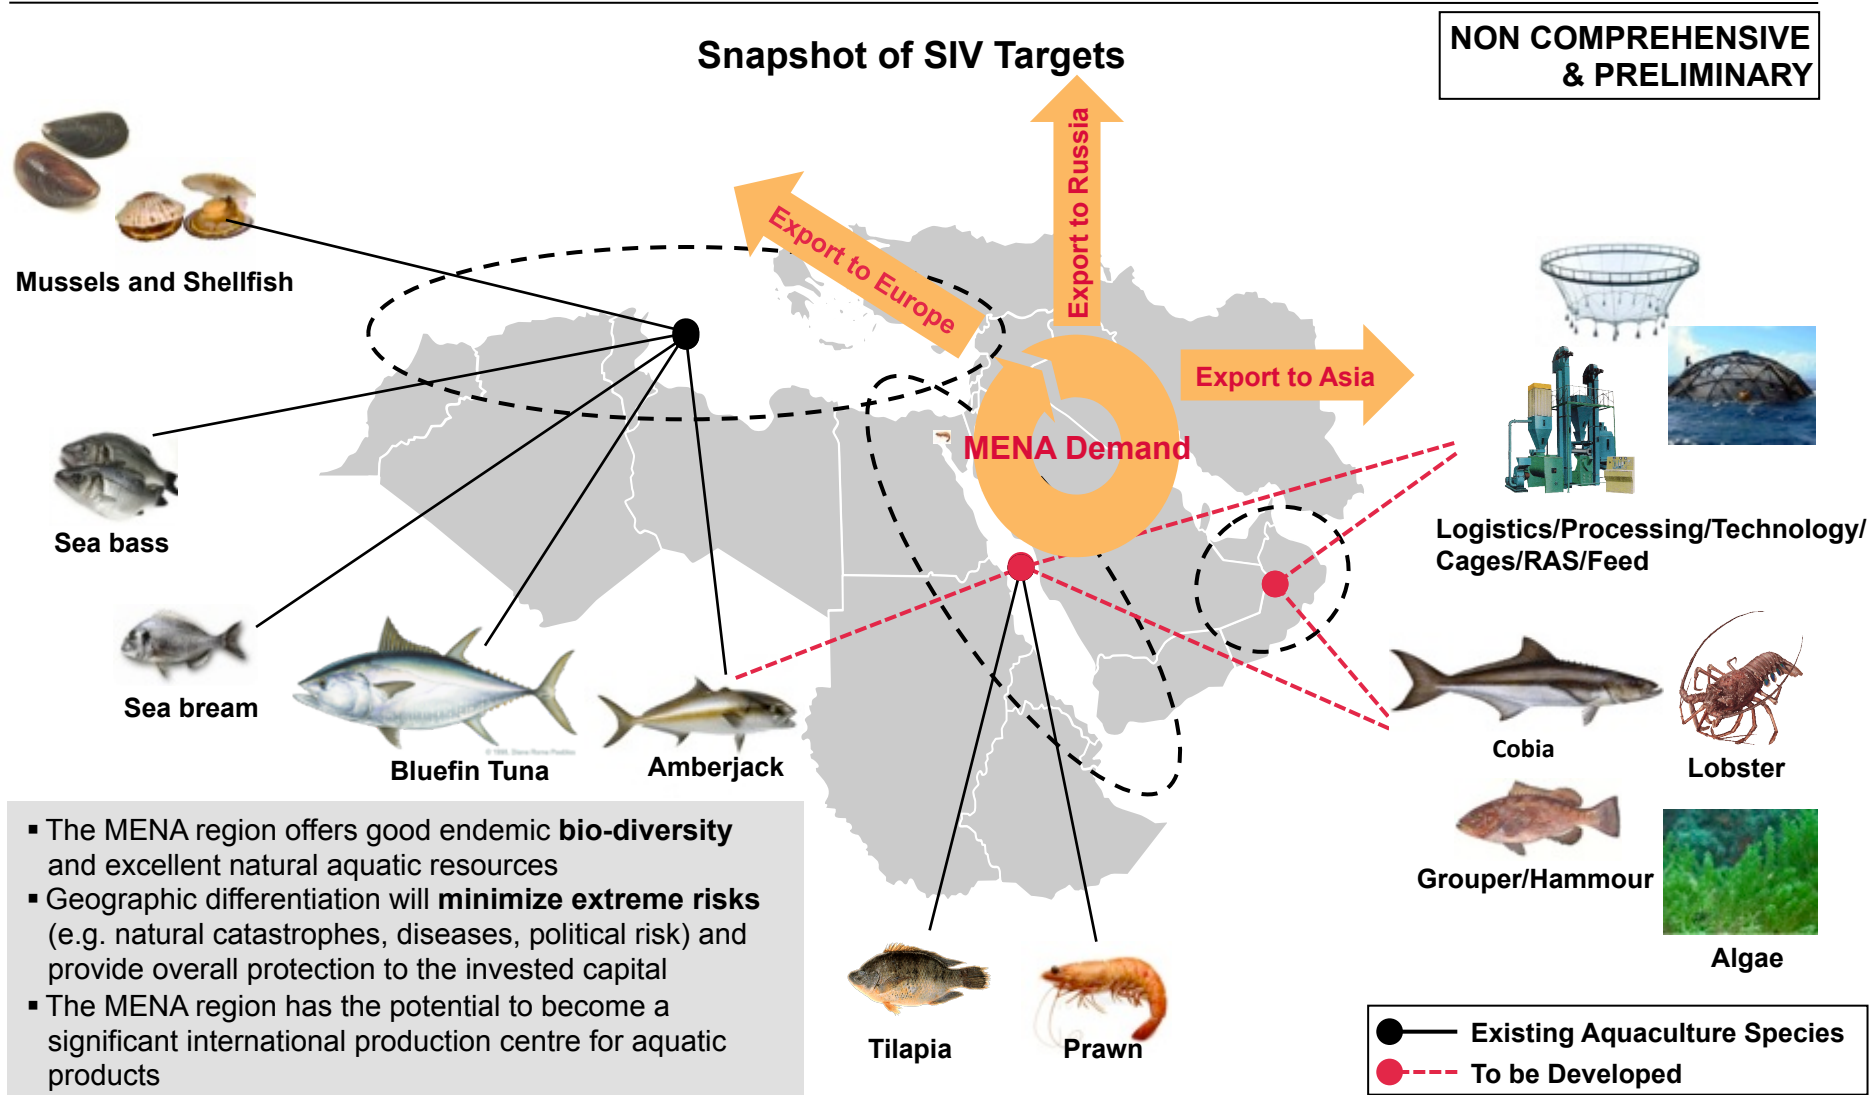 Snapshot of SIV Targets
NON COMPREHENSIVE
& PRELIMINARY
Export to Russia
Export to Europe
Export to Asia
MENA Demand
Mussels and Shellfish
Sea bass
Sea bream
Bluefin Tuna
Amberjack
Logistics/Processing/Technology/
Cages/RAS/Feed
Cobia
Lobster
Grouper/Hammour
Algae
Tilapia
Prawn
▪ The MENA region offers good endemic bio-diversity
and excellent natural aquatic resources
▪ Geographic differentiation will minimize extreme risks
(e.g. natural catastrophes, diseases, political risk) and
provide overall protection to the invested capital
▪ The MENA region has the potential to become a
significant international production centre for aquatic
products
Existing Aquaculture Species
To be Developed